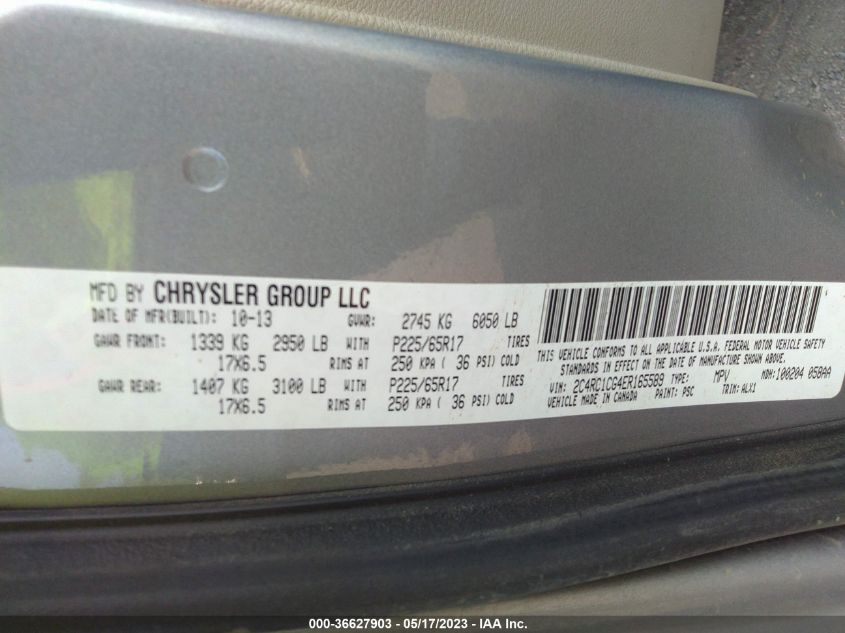 MFD BY CHRYSLER GROUP LLC
DATE OF MFR(BUILT): 10-13 GVWR: 2745 KG 6050 LB
GAWR FRONT: 1339 KG 2950 LB WITH P225/65R17 TIRES
17X6.5 RIMS AT 250 KPA ( 36 PSI) COLD
GAWR REAR: 1407 KG 3100 LB WITH P225/65R17 TIRES
17X6.5 RIMS AT 250 KPA ( 36 PSI) COLD
THIS VEHICLE CONFORMS TO ALL APPLICABLE U.S.A. FEDERAL MOTOR VEHICLE SAFETY
STANDARDS IN EFFECT ON THE DATE OF MANUFACTURE SHOWN ABOVE.
VIN: 2C4RC1CG4ER165589 TYPE: MPV MDH: 100204 058AA
VEHICLE MADE IN CANADA PAINT: PSC TRIM: ALX1
000-36627903 - 05/17/2023 - IAA Inc.